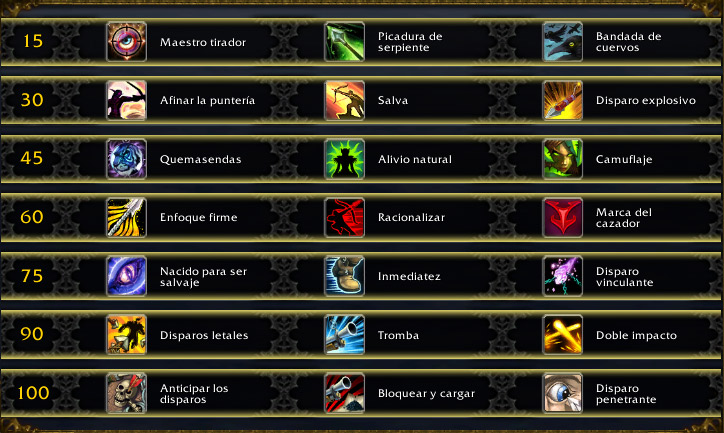 15
Maestro tirador
Picadura de
serpiente
Bandada de
cuervos
30
Afinar la puntería
Salva
Disparo explosivo
45
Quemasendas
Alivio natural
Camuflaje
60
Enfoque firme
Racionalizar
Marca del
cazador
75
Nacido para ser
salvaje
Inmediatez
Disparo
vinculante
90
Disparos letales
Tromba
Doble impacto
100
Anticipar los
disparos
Bloquear y cargar
Disparo
penetrante